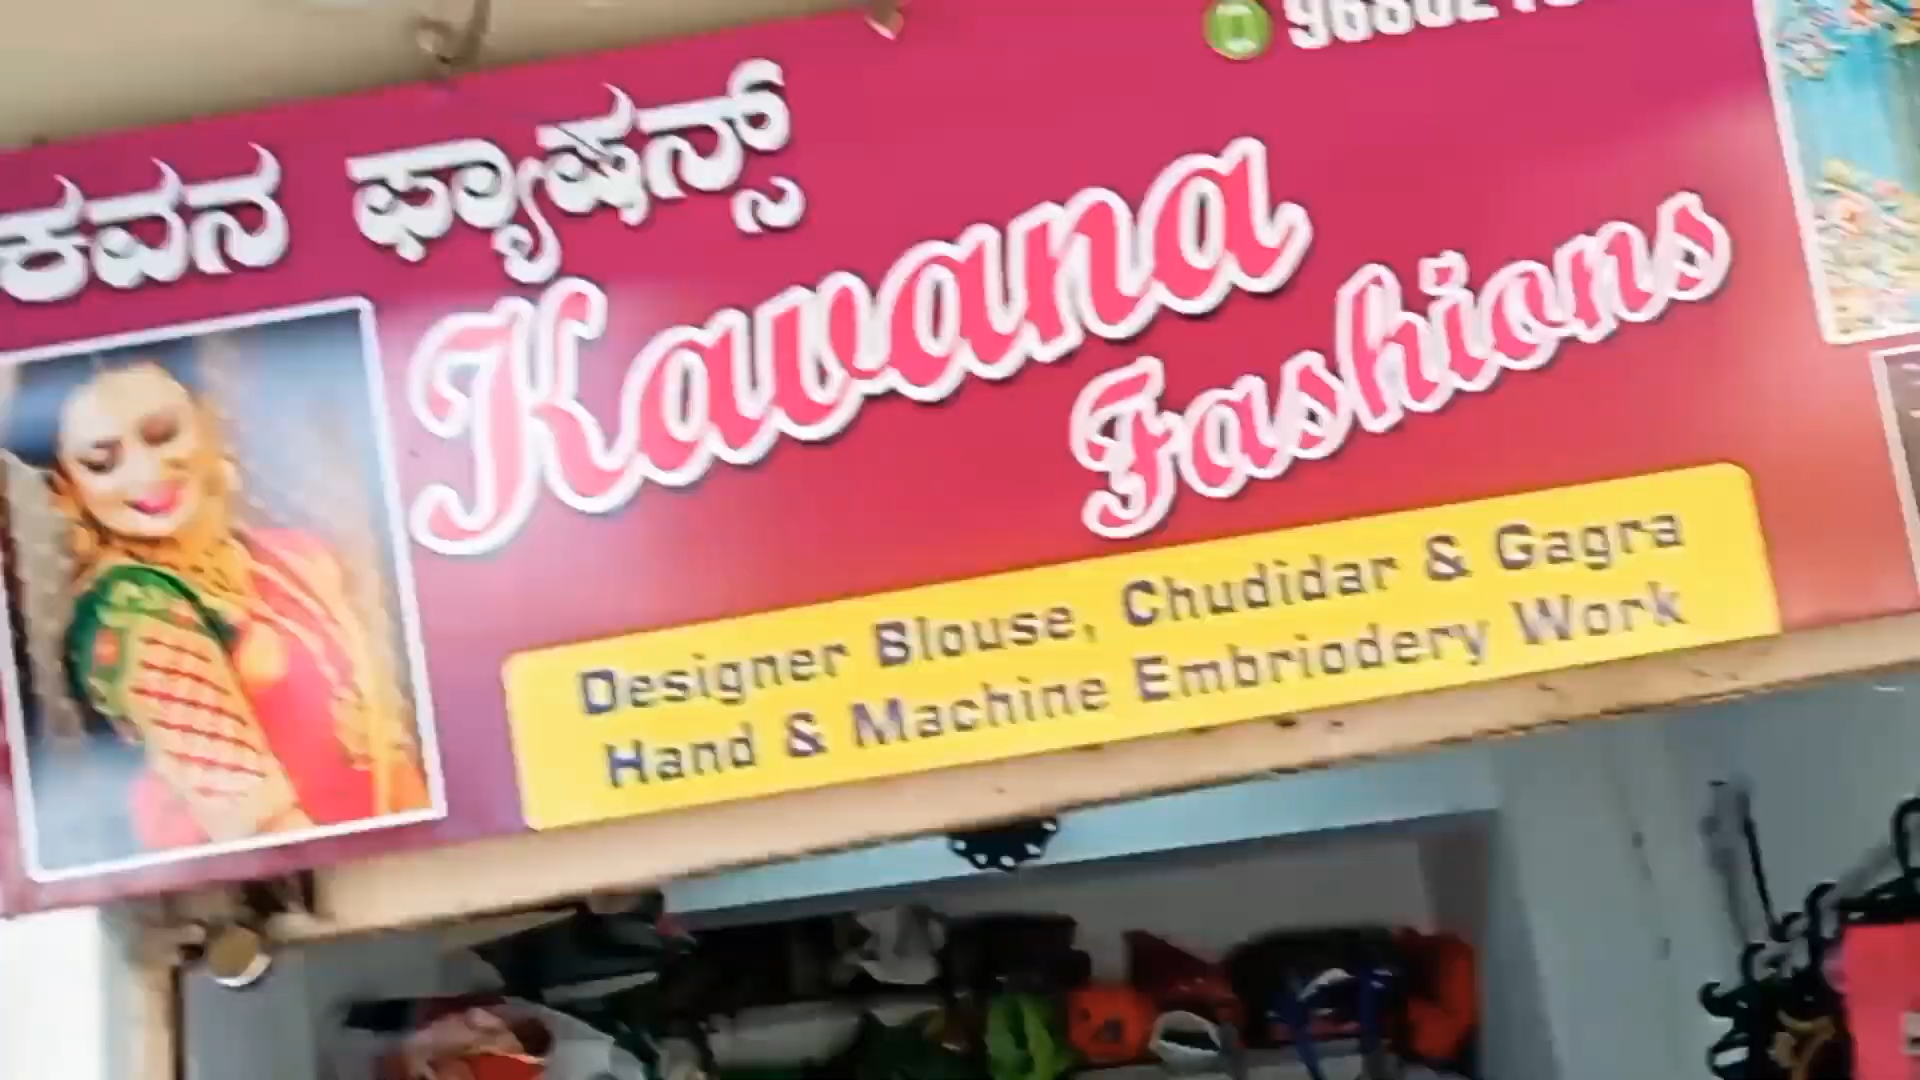 ಕವನ ಫ್ಯಾಷನ್ಸ್
Kavana
Fashions
Designer Blouse, Chudidar & Gagra
Hand & Machine Embriodery Work